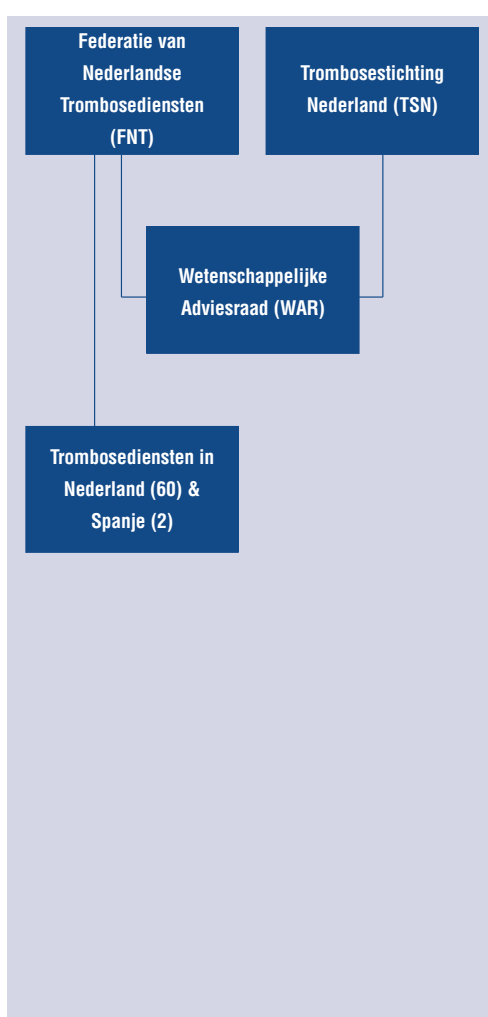 Federatie van
Nederlandse
Trombosediensten
(FNT)
Trombosestichting
Nederland (TSN)
Wetenschappelijke
Adviesraad (WAR)
Trombosediensten in
Nederland (60) &
Spanje (2)